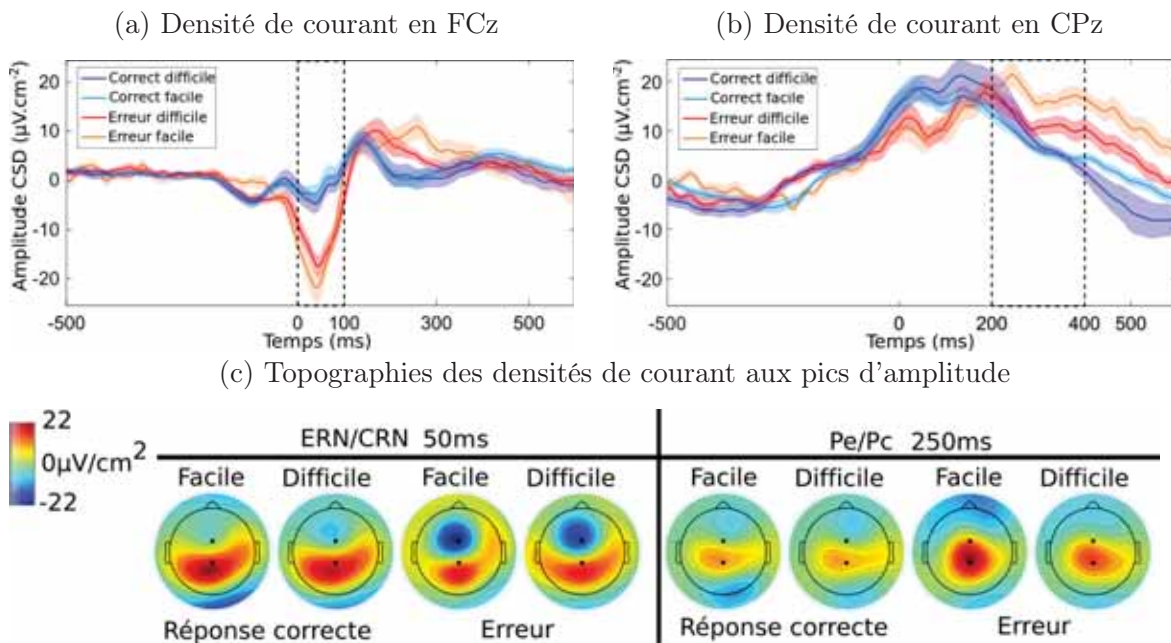 (a) Densité de courant en FCz
(b) Densité de courant en CPz
Amplitude CSD (µV.cm-2)
20
10
0
-10
-20
Correct difficile
Correct facile
Erreur difficile
Erreur facile
-500
0
100
300
500
Temps (ms)
Amplitude CSD (µV.cm-2)
20
10
0
-10
-20
Correct difficile
Correct facile
Erreur difficile
Erreur facile
-500
0
200
400
500
Temps (ms)
(c) Topographies des densités de courant aux pics d'amplitude
22
0µV/cm2
-22
ERN/CRN 50ms
Pe/Pc 250ms
Facile Difficile Facile Difficile
Facile Difficile Facile Difficile
Réponse correcte Erreur
Réponse correcte Erreur